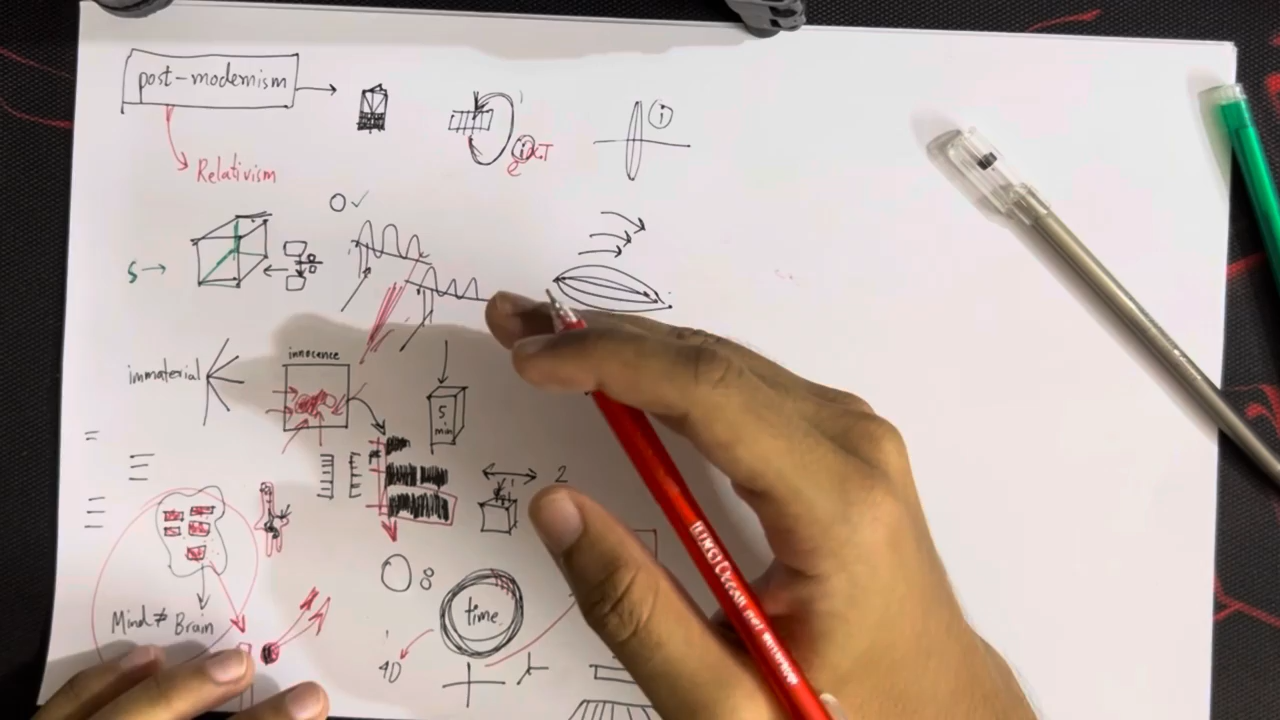 post-modernism
Relativism
i
i
S →
immaterial
innocence
5
min
2
Mind ≠ Brain
time
4D